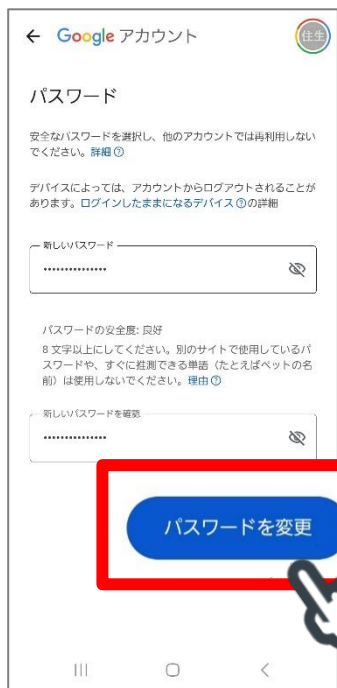 Google アカウント
住生
パスワード
安全なパスワードを選択し、他のアカウントでは再利用しない
でください。詳細
デバイスによっては、アカウントからログアウトされることが
あります。ログインしたままになるデバイス の詳細
新しいパスワード
•••••••••••••••
パスワードの安全度: 良好
8 文字以上にしてください。別のサイトで使用しているパ
スワードや、すぐに推測できる単語（たとえばペットの名
前）は使用しないでください。理由
新しいパスワードを確認
•••••••••••••••
パスワードを変更